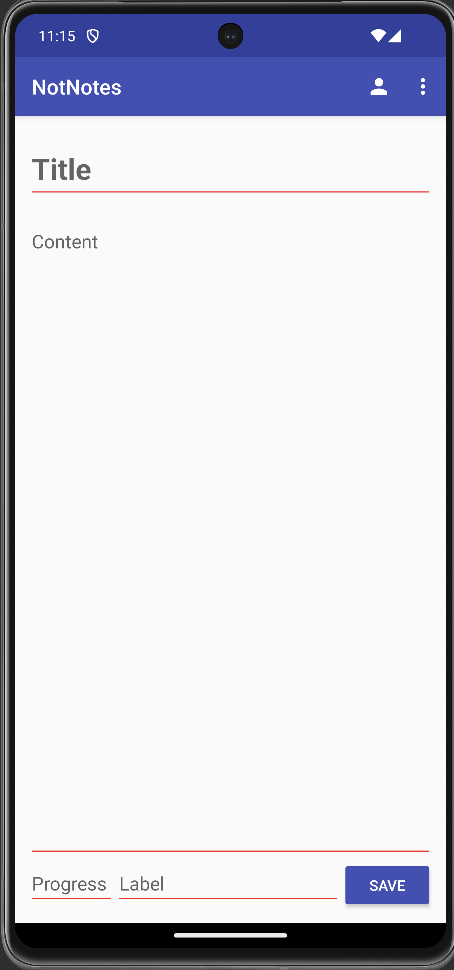 11:15
NotNotes
Title
Content
Progress Label SAVE